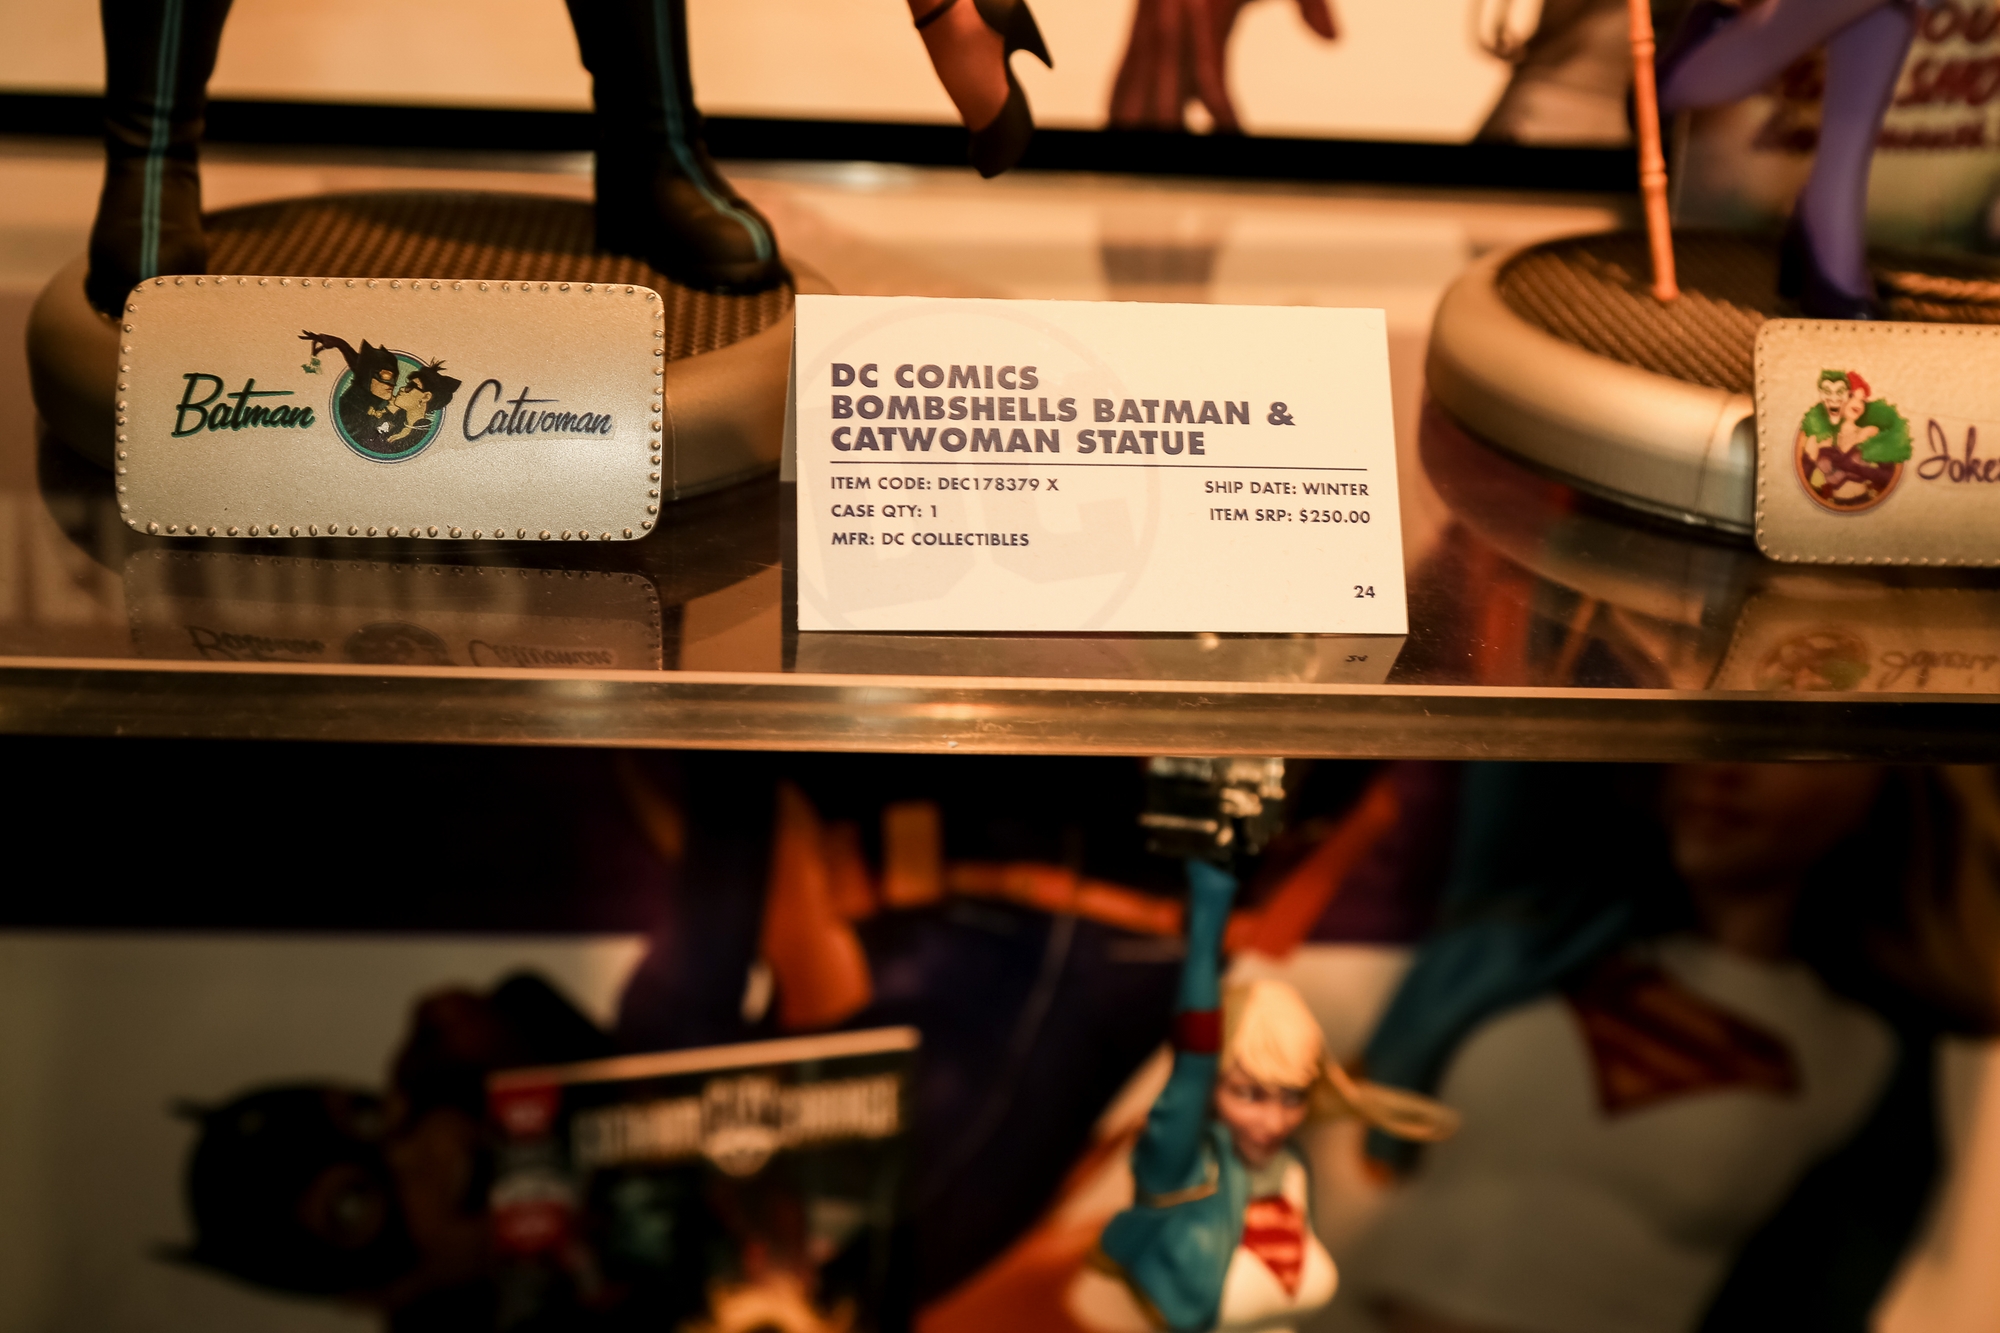 Batman Catwoman
DC COMICS
BOMBSHELLS BATMAN &
CATWOMAN STATUE
ITEM CODE: DEC178379 X
SHIP DATE: WINTER
CASE QTY: 1
ITEM SRP: $250.00
MFR: DC COLLECTIBLES
24
Joker